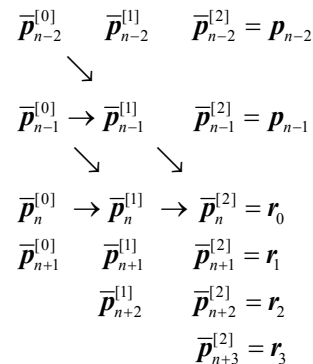 p̅ₙ₋₂^[0] p̅ₙ₋₂^[1] p̅ₙ₋₂^[2] = pₙ₋₂
↘
p̅ₙ₋₁^[0] → p̅ₙ₋₁^[1] p̅ₙ₋₁^[2] = pₙ₋₁
↘ ↘
p̅ₙ^[0] → p̅ₙ^[1] → p̅ₙ^[2] = r₀
p̅ₙ₊₁^[0] p̅ₙ₊₁^[1] p̅ₙ₊₁^[2] = r₁
p̅ₙ₊₂^[1] p̅ₙ₊₂^[2] = r₂
p̅ₙ₊₃^[2] = r₃